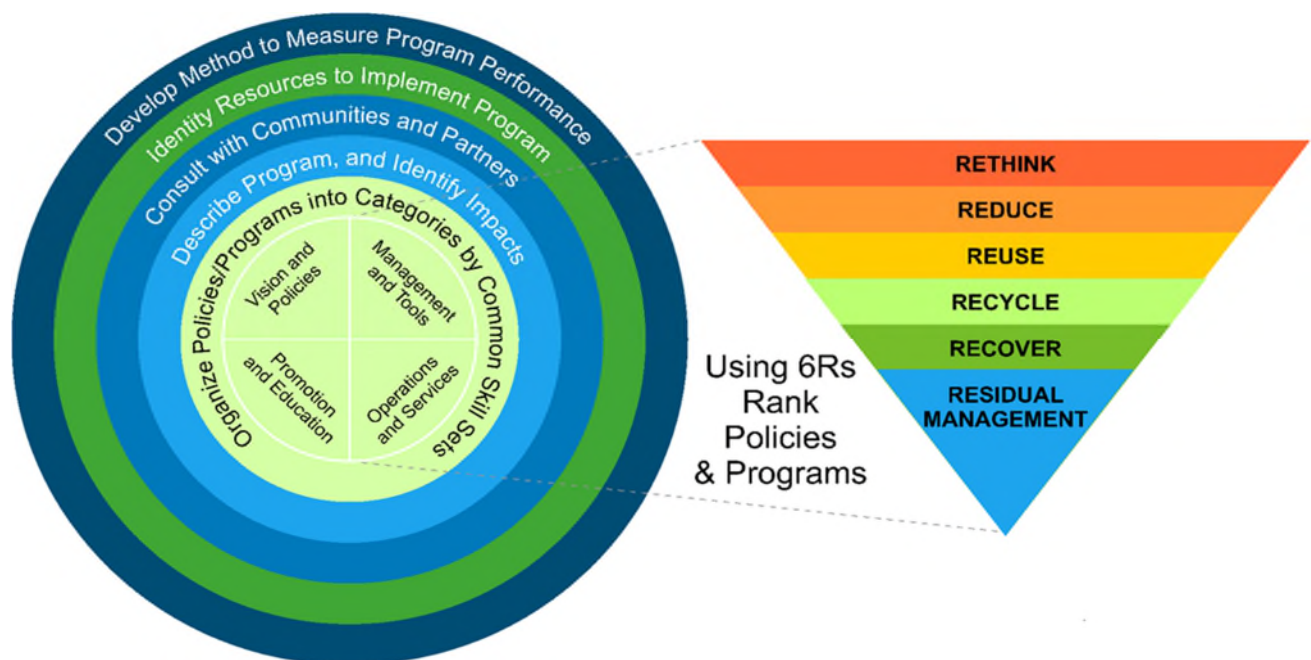 Develop Method to Measure Program Performance
Identity Resources to Implement Program
Consult with Communities and Partners
Describe Program, and Identify Impacts
Organize Policies/Programs into Categories by Common Skill Sets
Vision and
Policies
Management
and Tools
Promotion
and Education
Operations
and Services
Using 6Rs
Rank
Policies
& Programs
RETHINK
REDUCE
REUSE
RECYCLE
RECOVER
RESIDUAL
MANAGEMENT